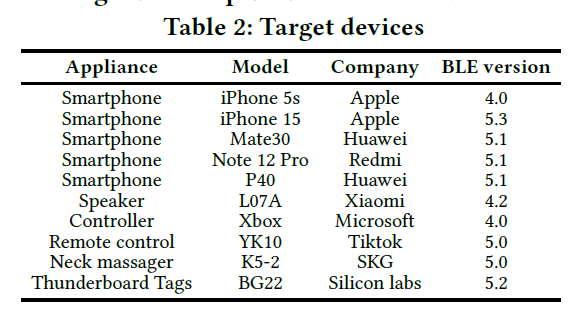 Table 2: Target devices
Appliance Model Company BLE version
Smartphone iPhone 5s Apple 4.0
Smartphone iPhone 15 Apple 5.3
Smartphone Mate30 Huawei 5.1
Smartphone Note 12 Pro Redmi 5.1
Smartphone P40 Huawei 5.1
Speaker L07A Xiaomi 4.2
Controller Xbox Microsoft 4.0
Remote control YK10 Tiktok 5.0
Neck massager K5-2 SKG 5.0
Thunderboard Tags BG22 Silicon labs 5.2